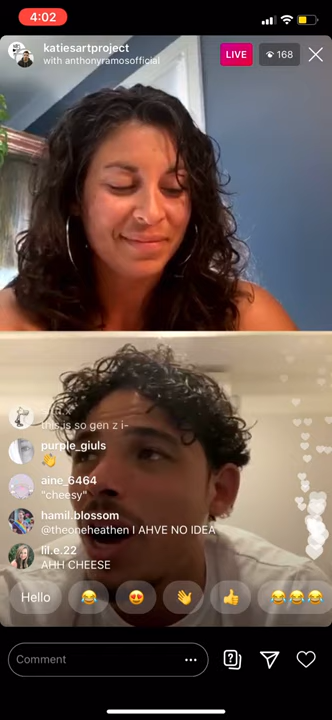 4:02
katiesartproject
with anthonyramosofficial
LIVE
168
this is so gen z i-
purple_giuls
👋
aine_6464
"cheesy"
hamil.blossom
@theoneheathen I AHVE NO IDEA
lil.e.22
AHH CHEESE
Hello
😂 😍 👋 👍 😂😂😂
Comment